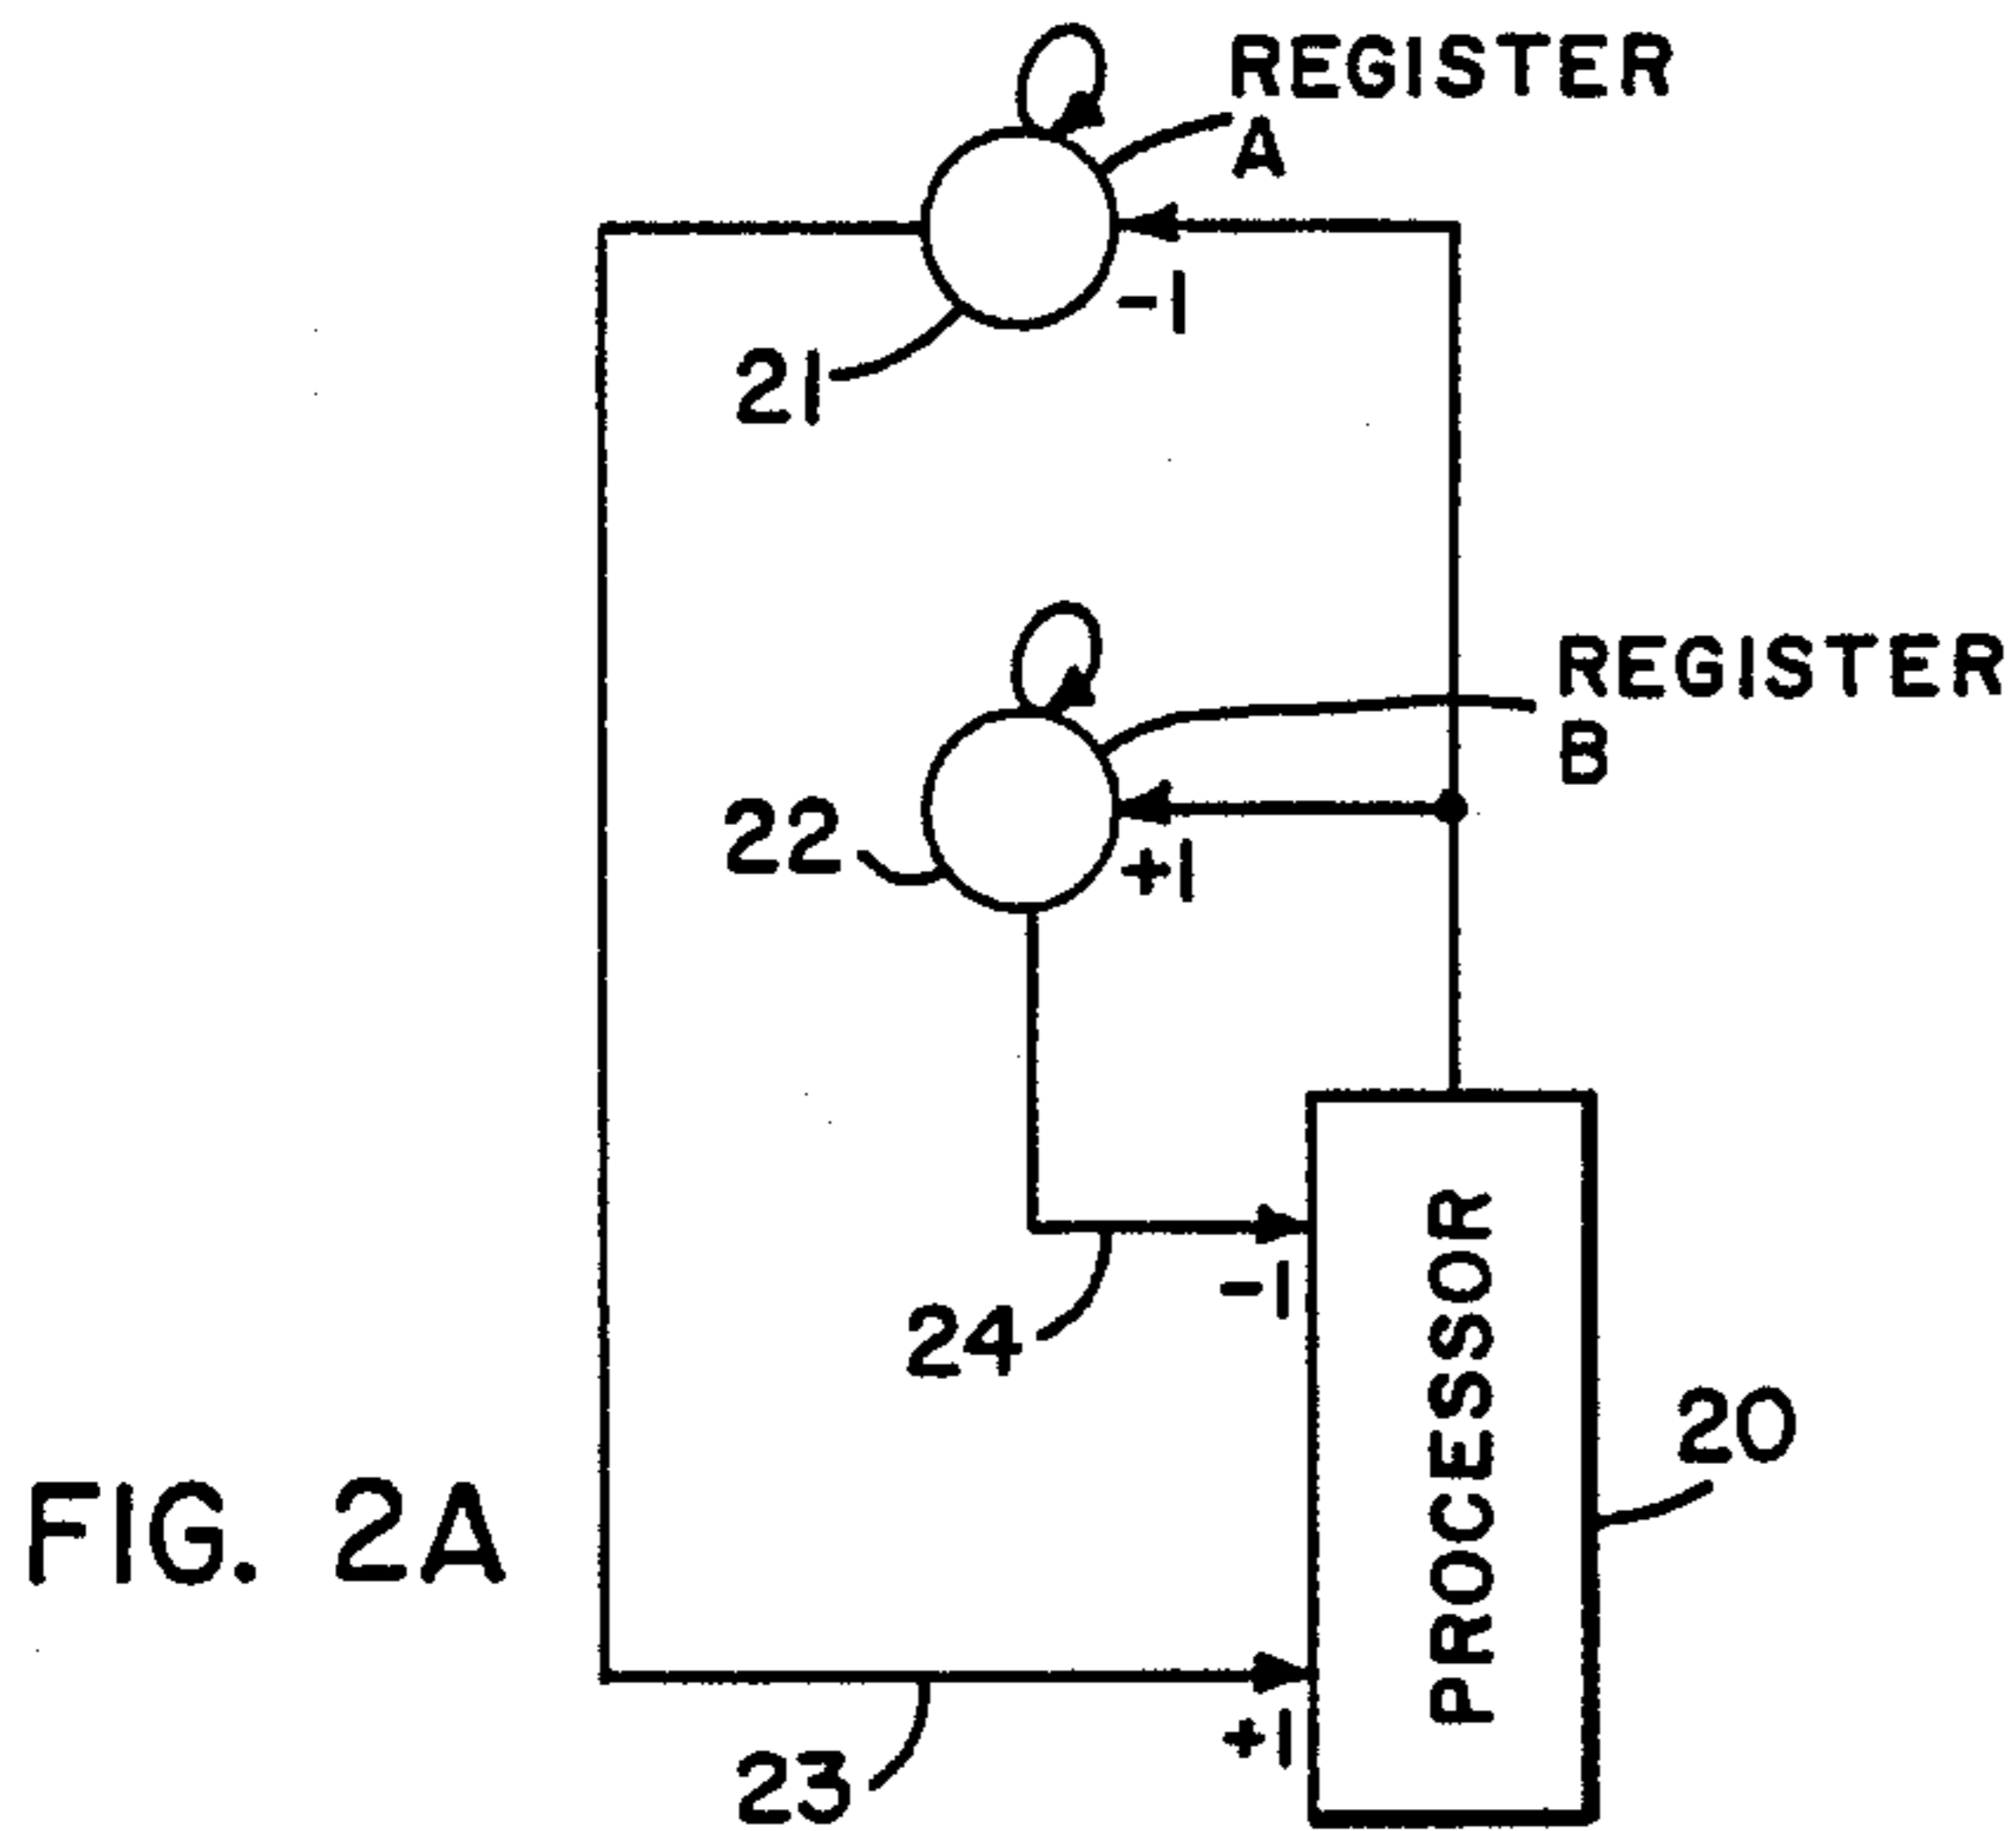 REGISTER
A
-1
21
REGISTER
B
22
+1
-1
24
PROCESSOR
20
FIG. 2A
+1
23